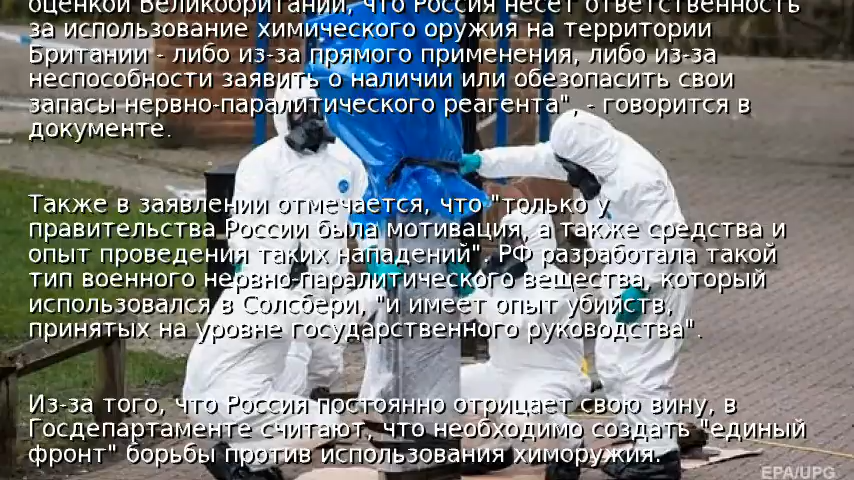 оценкой Великобритании, что Россия несет ответственность
за использование химического оружия на территории
Британии - либо из-за прямого применения, либо из-за
неспособности заявить о наличии или обезопасить свои
запасы нервно-паралитического реагента", - говорится в
документе.
Также в заявлении отмечается, что "только у
правительства России была мотивация, а также средства и
опыт проведения таких нападений". РФ разработала такой
тип военного нервно-паралитического вещества, который
использовался в Солсбери, "и имеет опыт убийств,
принятых на уровне государственного руководства".
Из-за того, что Россия постоянно отрицает свою вину, в
Госдепартаменте считают, что необходимо создать "единый
фронт" борьбы против использования химоружия.
EPA/UPG